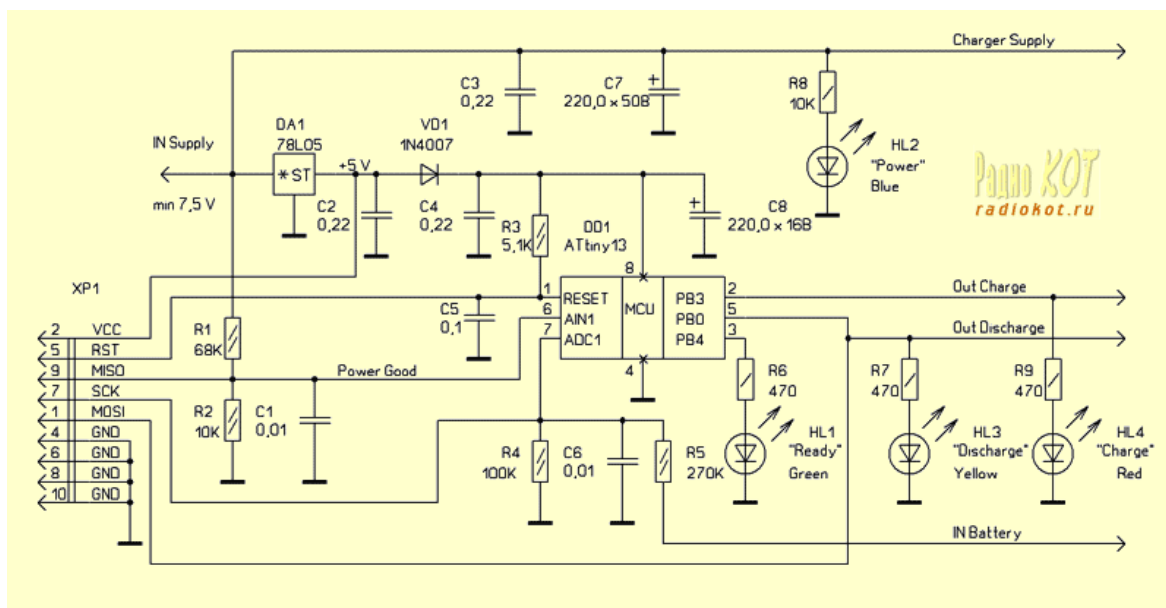 Charger Supply
C3
0,22
C7
+
220,0 x 50В
R8
10K
HL2
"Power"
Blue
IN Supply
min 7,5 V
DA1
78L05
* ST
+5 V
VD1
1N4007
C2
0,22
C4
0,22
R3
5,1K
DD1
ATtiny13
+
C8
220,0 x 16В
Радио КОТ
radiokot.ru
XP1
2 VCC
5 RST
9 MISO
7 SCK
1 MOSI
4 GND
6 GND
8 GND
10 GND
R1
68K
R2
10K
C1
0,01
Power Good
C5
0,1
1 RESET
6 AIN1
7 ADC1
8
MCU
4
PB3 2
PB0 5
PB4 3
Out Charge
Out Discharge
R4
100K
C6
0,01
R5
270K
R6
470
HL1
"Ready"
Green
R7
470
HL3
"Discharge"
Yellow
R9
470
HL4
"Charge"
Red
IN Battery